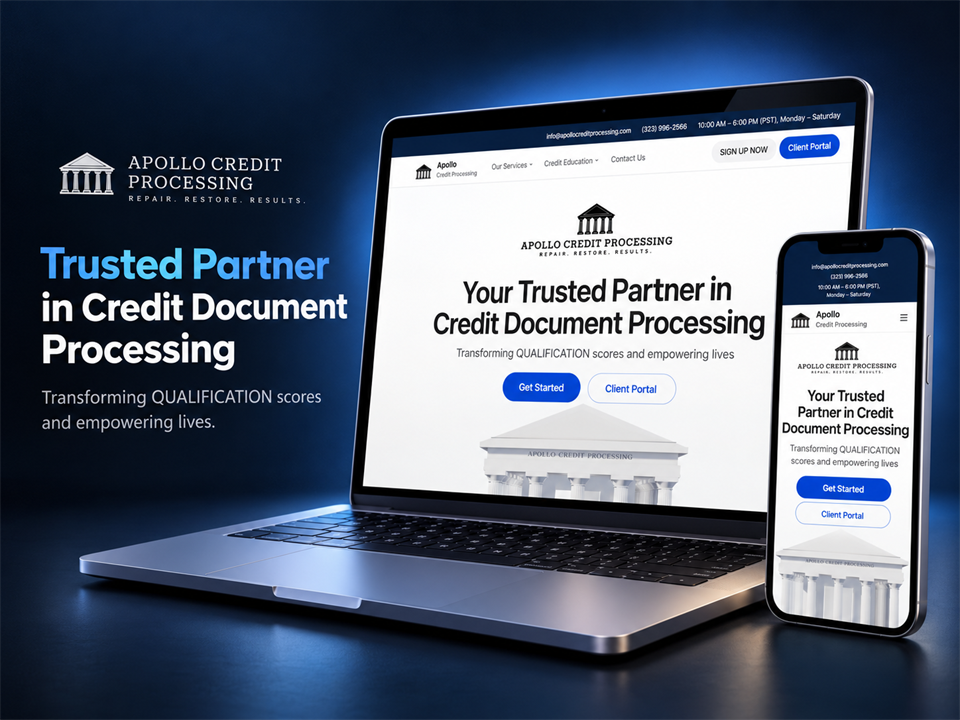 APOLLO CREDIT
PROCESSING
REPAIR. RESTORE. RESULTS.
Trusted Partner
in Credit Document
Processing
Transforming QUALIFICATION scores
and empowering lives.
info@apollocreditprocessing.com (323) 996-2566 10:00 AM – 6:00 PM (PST), Monday – Saturday
Apollo
Credit Processing
Our Services Credit Education Contact Us SIGN UP NOW Client Portal
APOLLO CREDIT PROCESSING
REPAIR. RESTORE. RESULTS.
Your Trusted Partner in
Credit Document Processing
Transforming QUALIFICATION scores and empowering lives
Get Started Client Portal
APOLLO CREDIT PROCESSING
info@apollocreditprocessing.com
(323) 996-2566
10:00 AM – 6:00 PM (PST),
Monday – Saturday
Apollo
Credit Processing
APOLLO CREDIT PROCESSING
REPAIR. RESTORE. RESULTS.
Your Trusted
Partner in Credit
Document Processing
Transforming QUALIFICATION
scores and empowering lives
Get Started
Client Portal
APOLLO CREDIT PROCESSING